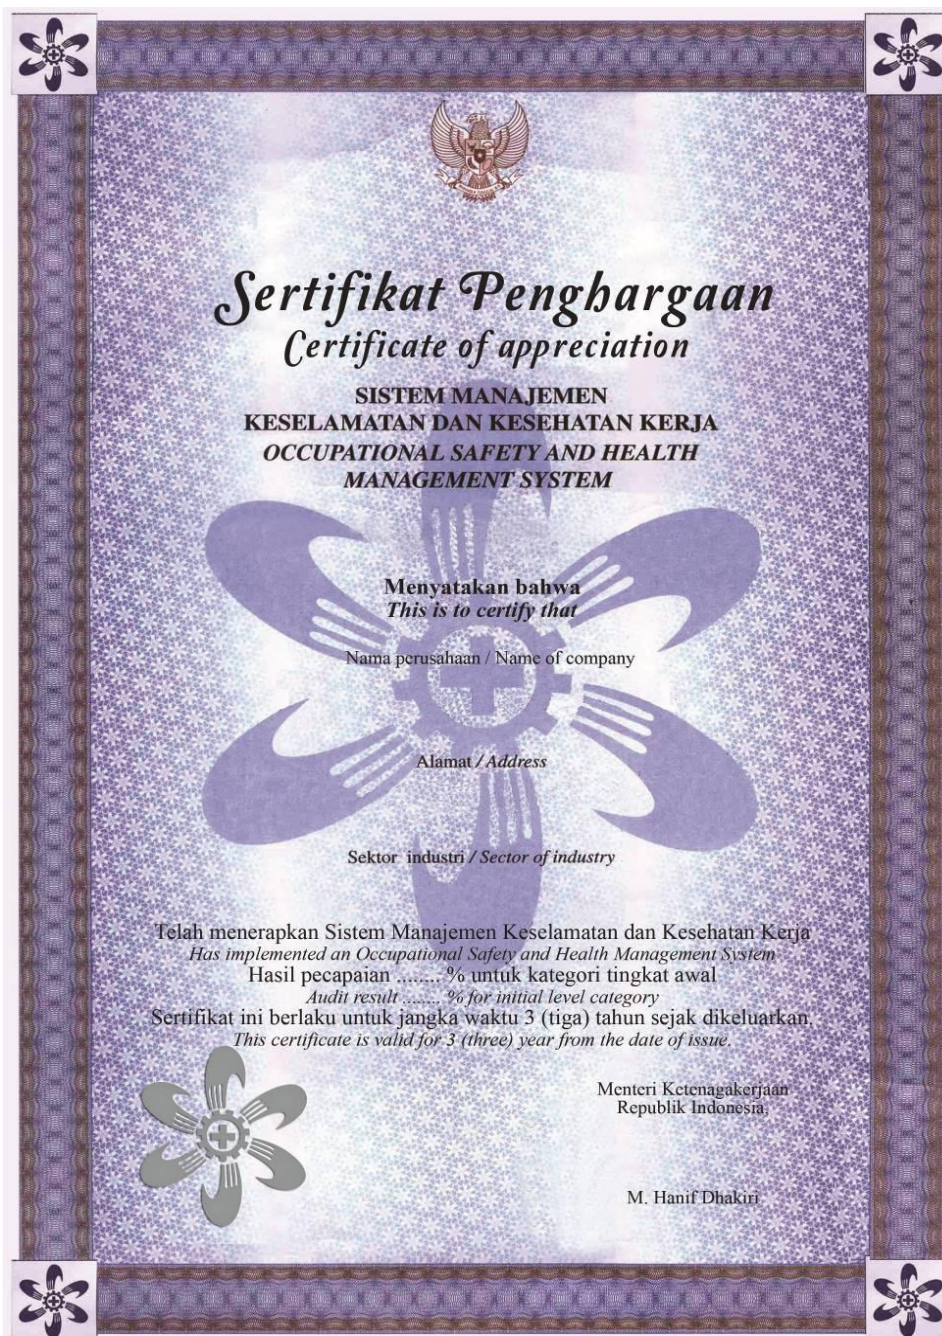 Sertifikat Penghargaan
Certificate of appreciation
SISTEM MANAJEMEN
KESELAMATAN DAN KESEHATAN KERJA
OCCUPATIONAL SAFETY AND HEALTH
MANAGEMENT SYSTEM
Menyatakan bahwa
This is to certify that
Nama perusahaan / Name of company
Alamat / Address
Sektor industri / Sector of industry
Telah menerapkan Sistem Manajemen Keselamatan dan Kesehatan Kerja
Has implemented an Occupational Safety and Health Management System
Hasil pecapaian ........ % untuk kategori tingkat awal
Audit result ........ % for initial level category
Sertifikat ini berlaku untuk jangka waktu 3 (tiga) tahun sejak dikeluarkan.
This certificate is valid for 3 (three) year from the date of issue.
Menteri Ketenagakerjaan
Republik Indonesia,
M. Hanif Dhakiri